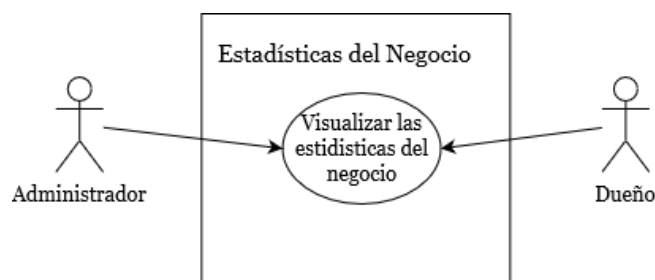 Estadísticas del Negocio
Visualizar las
estidisticas del
negocio
Administrador
Dueño